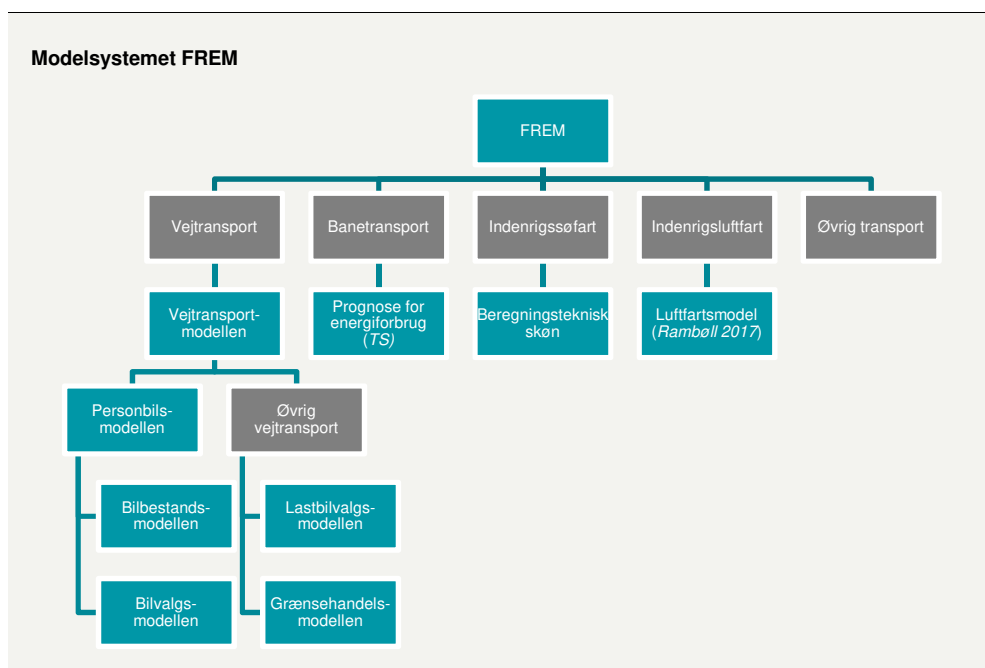 Modelsystemet FREM
FREM
Vejtransport
Banetransport
Indenrigssøfart
Indenrigsluftfart
Øvrig transport
Vejtransport-
modellen
Prognose for
energiforbrug
(TS)
Beregningsteknisk
skøn
Luftfartsmodel
(Rambøll 2017)
Personbils-
modellen
Øvrig
vejtransport
Bilbestands-
modellen
Lastbilvalgs-
modellen
Bilvalgs-
modellen
Grænsehandels-
modellen